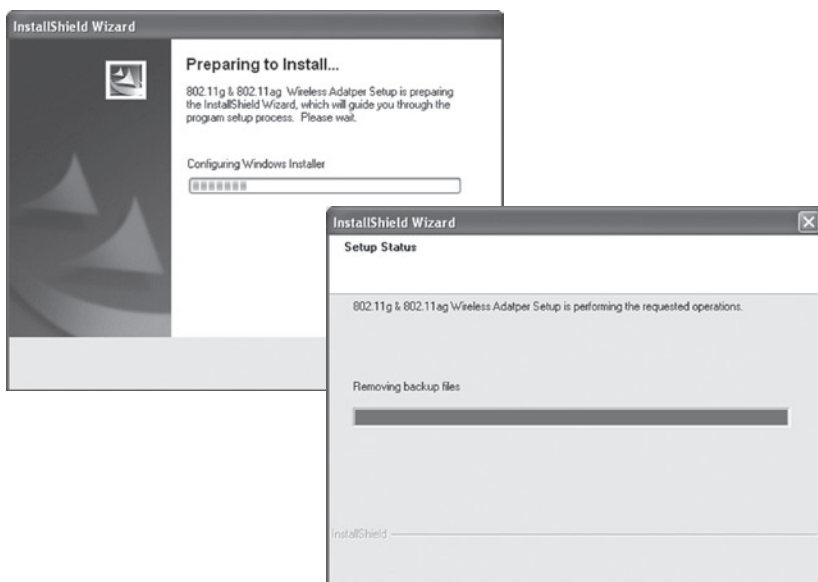 InstallShield Wizard
Preparing to Install...
802.11g & 802.11ag Wireless Adatper Setup is preparing
the InstallShield Wizard, which will guide you through the
program setup process. Please wait.
Configuring Windows Installer
InstallShield Wizard
Setup Status
802.11g & 802.11ag Wireless Adatper Setup is performing the requested operations.
Removing backup files
InstallShield